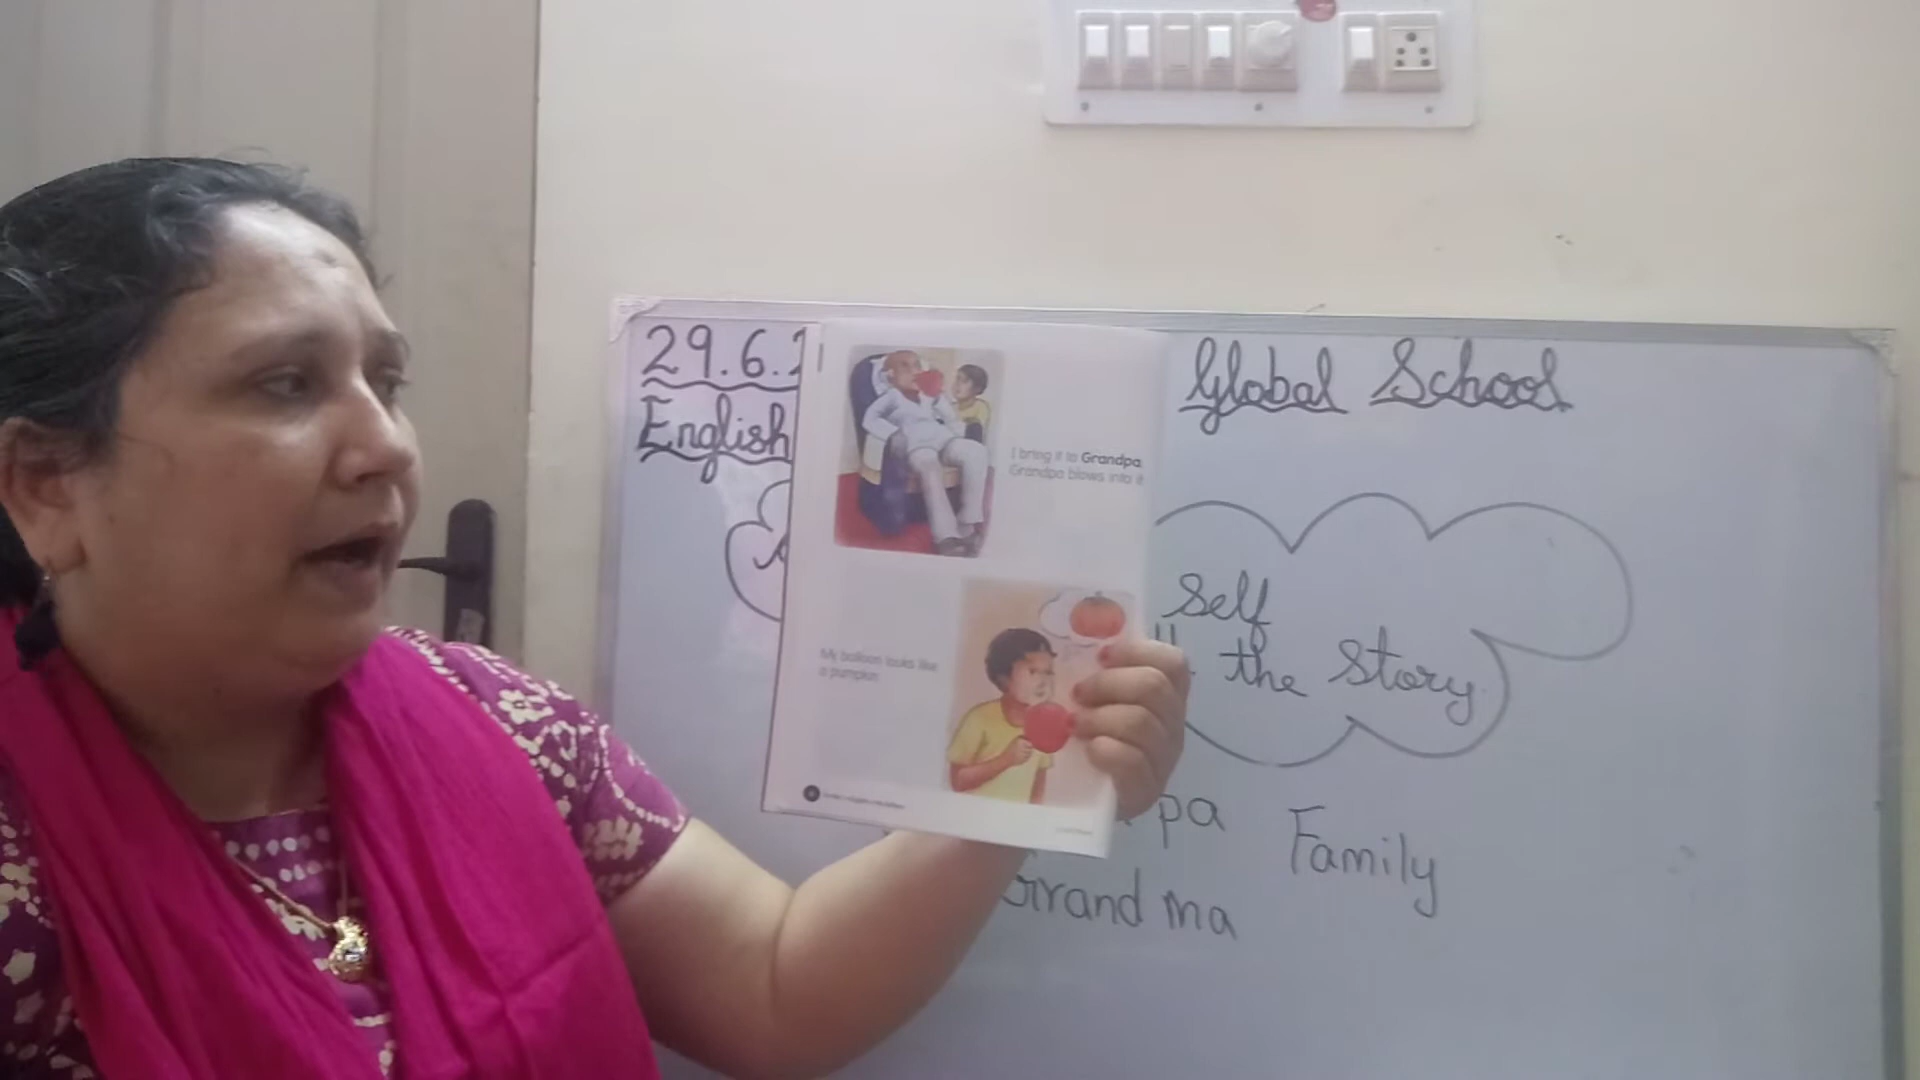 29.6.
Global School
English
Self
the Story
pa
Family
Grand ma
I bring it to Grandpa.
Grandpa blows into it
My balloon looks like
a pumpkin